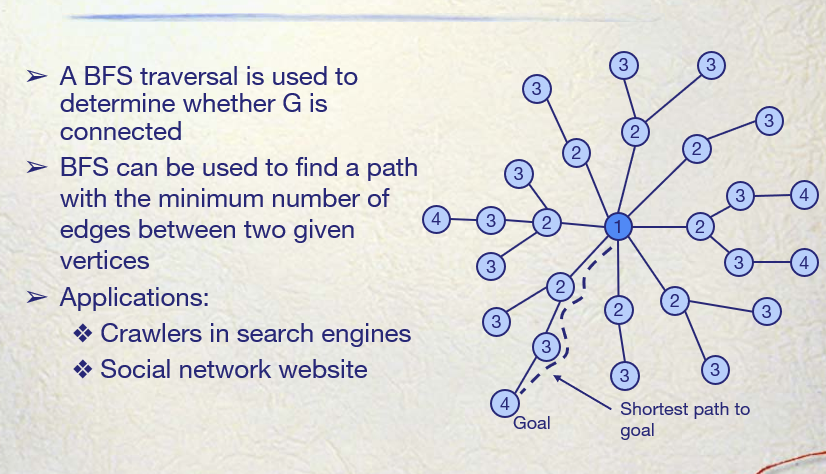 ➢ A BFS traversal is used to
determine whether G is
connected
➢ BFS can be used to find a path
with the minimum number of
edges between two given
vertices
➢ Applications:
❖ Crawlers in search engines
❖ Social network website
3
3
3
3
2
2
2
3
3
4
4
3
2
1
2
3
3
4
2
2
3
2
3
2
3
3
3
4
Goal
Shortest path to
goal